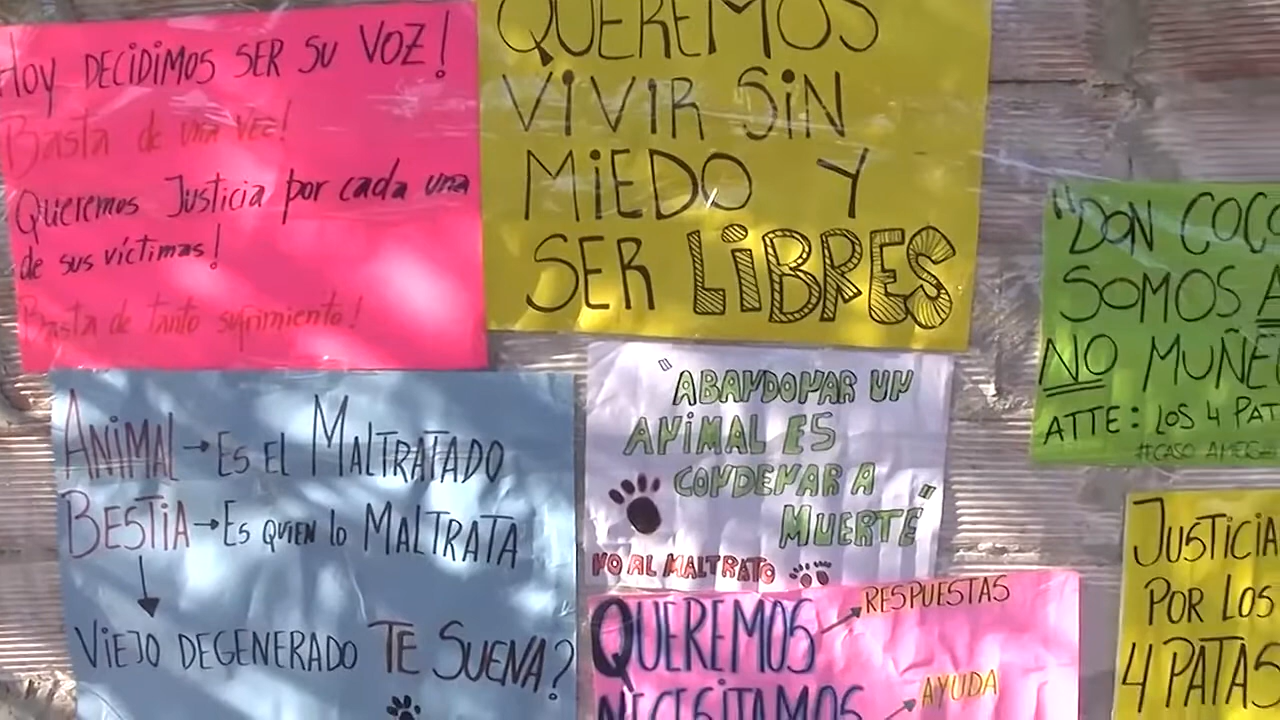 Hoy DECIDIMOS SER SU VOZ!
Basta de una vez!
Queremos Justicia por cada una
de sus víctimas!
Basta de tanto sufrimiento!
QUEREMOS
VIVIR SIN
MIEDO Y
SER LIBRES
"DON COCO
SOMOS A
NO MUÑE
ATTE: LOS 4 PAT
#CASO
ANIMAL → ES EL MALTRATADO
BESTIA → ES QUIEN lo MALTRATA
VIEJO DEGENERADO TE SUENA?
"ABANDONAR UN
ANIMAL ES
CONDENAR A
MUERTE"
NO AL MALTRATO
QUEREMOS → RESPUESTAS
NECESITAMOS → AYUDA
JUSTICIA
POR LOS
4 PATAS